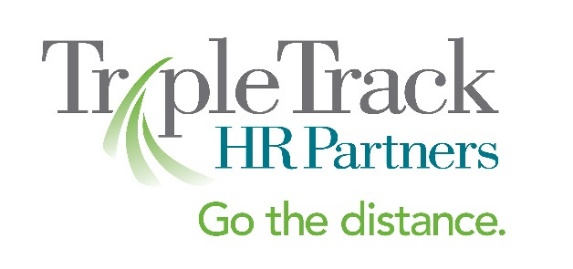 TripleTrack
HR Partners
Go the distance.